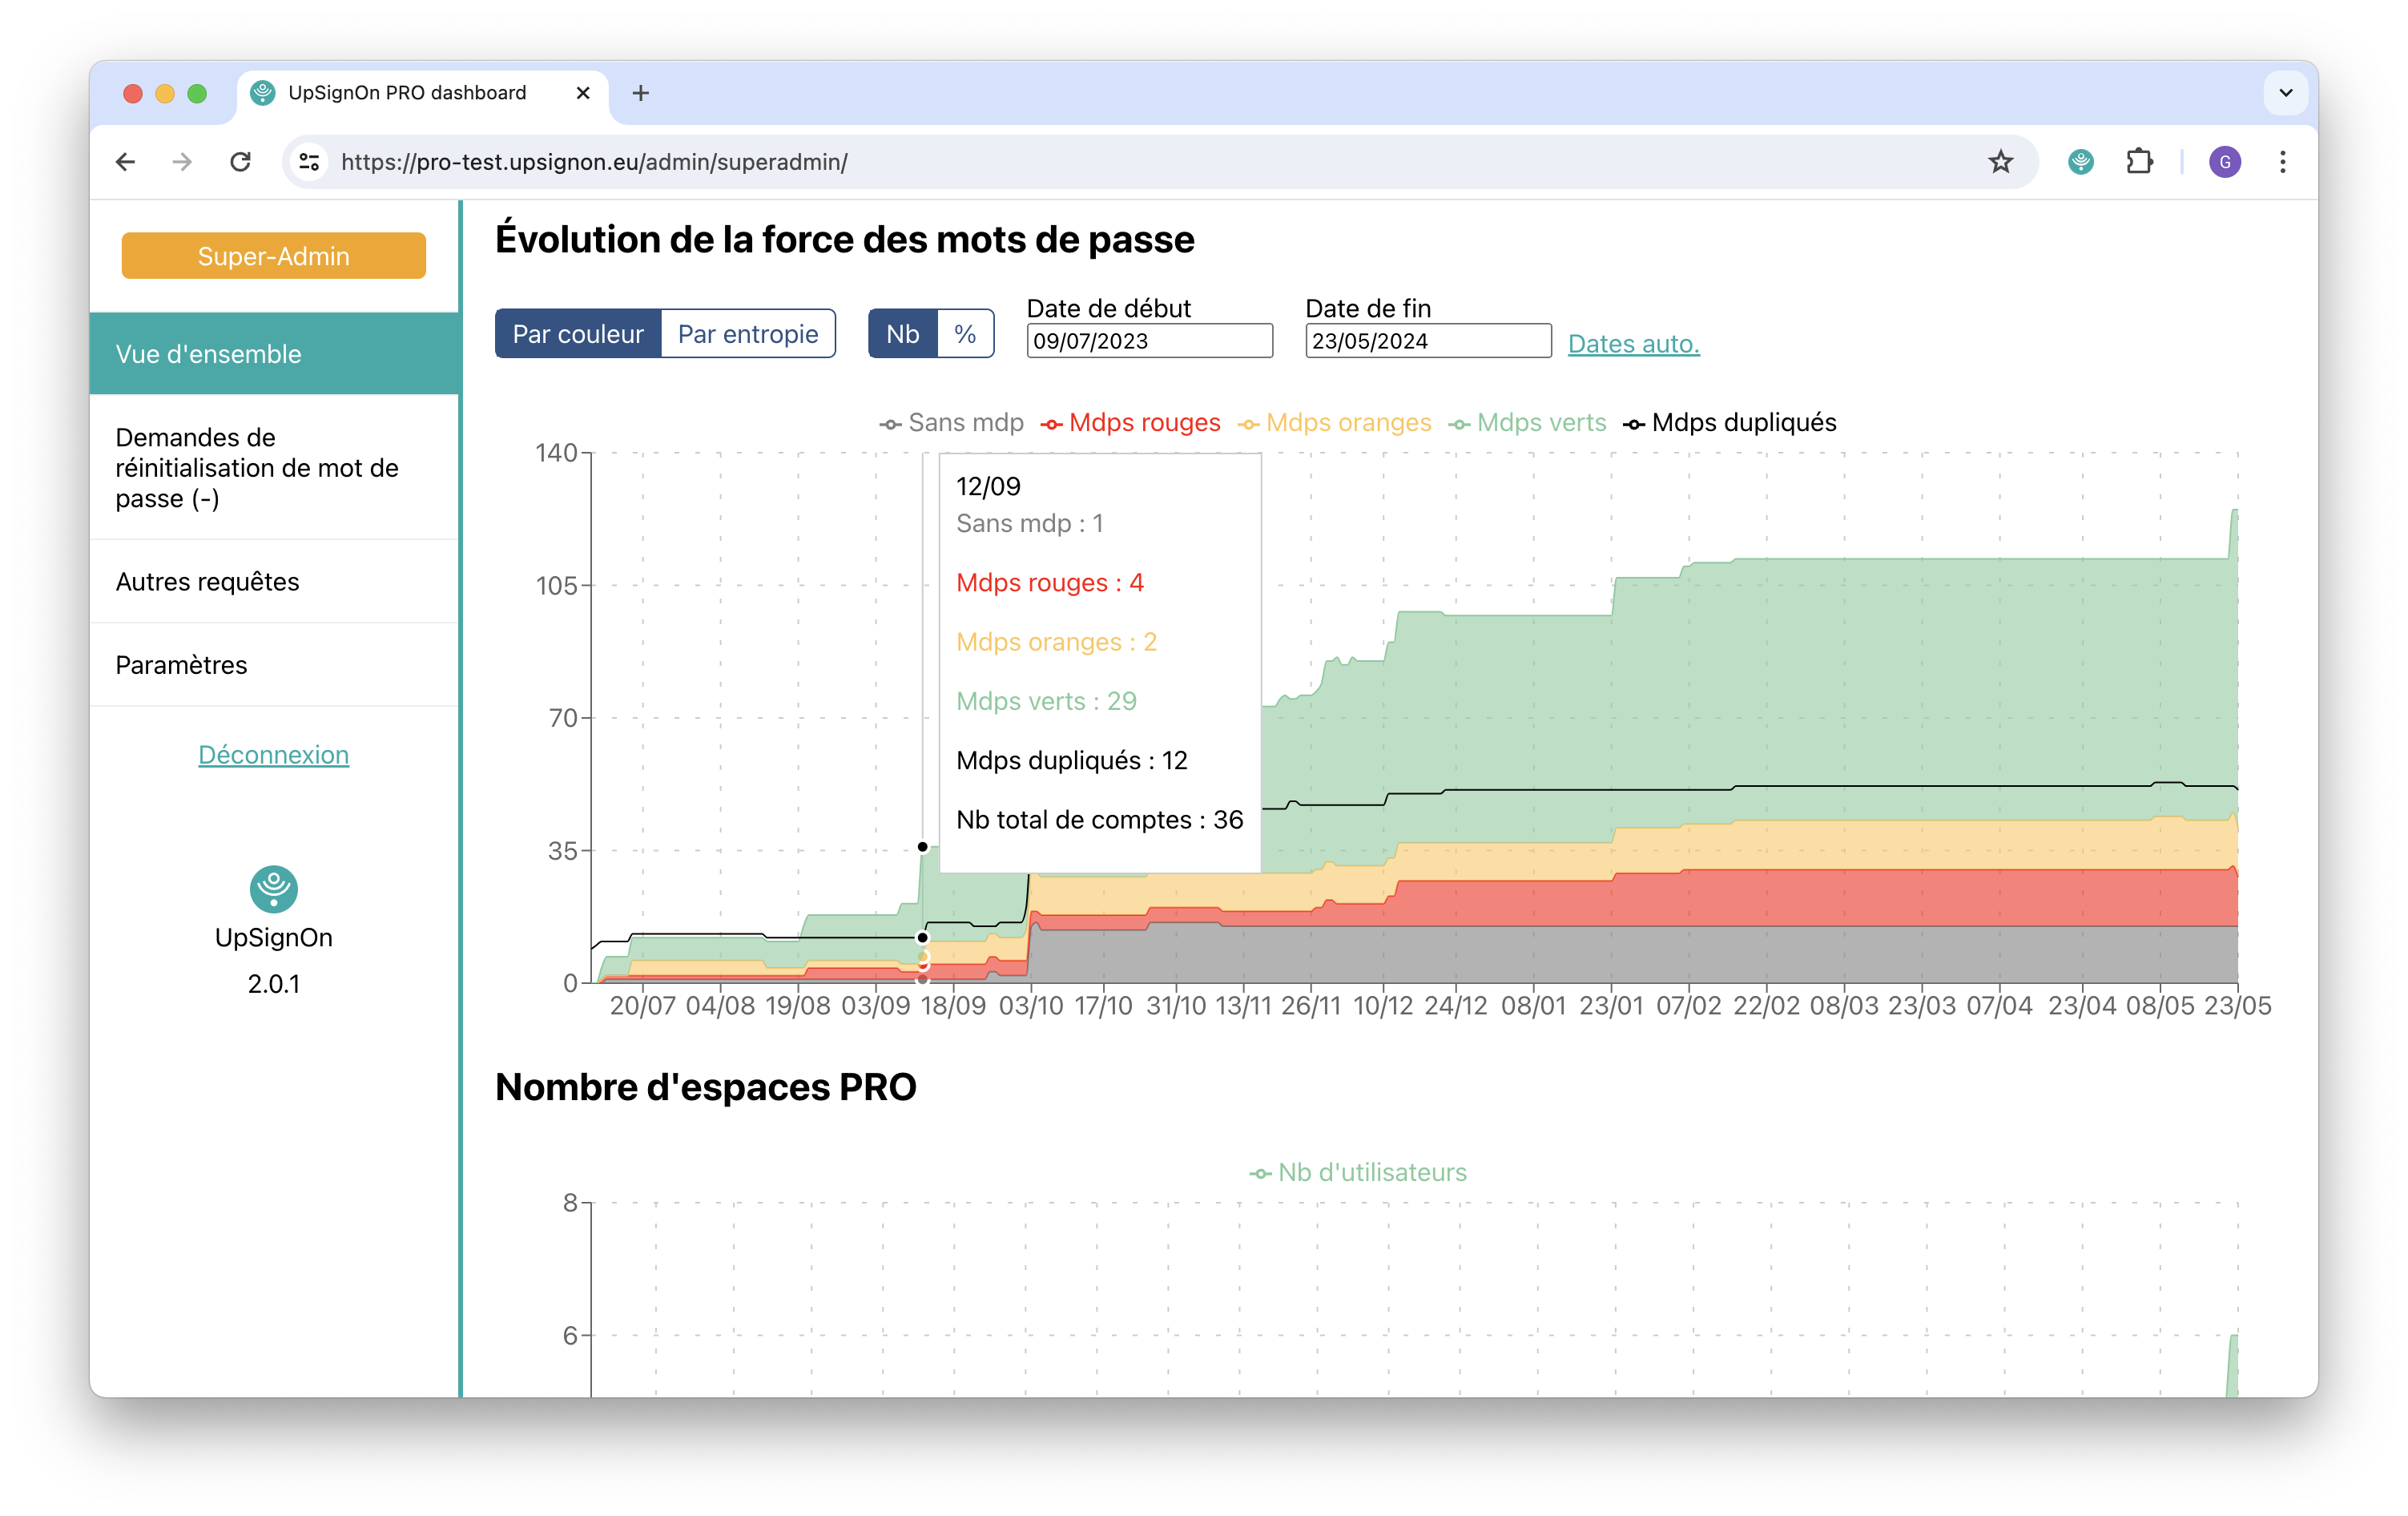 UpSignOn PRO dashboard
https://pro-test.upsignon.eu/admin/superadmin/
G
Super-Admin
Vue d'ensemble
Demandes de
réinitialisation de mot de
passe (-)
Autres requêtes
Paramètres
Déconnexion
UpSignOn
2.0.1
Évolution de la force des mots de passe
Par couleur Par entropie
Nb %
Date de début
09/07/2023
Date de fin
23/05/2024
Dates auto.
Sans mdp Mdps rouges Mdps oranges Mdps verts Mdps dupliqués
140
105
70
35
0
12/09
Sans mdp : 1
Mdps rouges : 4
Mdps oranges : 2
Mdps verts : 29
Mdps dupliqués : 12
Nb total de comptes : 36
20/07 04/08 19/08 03/09 18/09 03/10 17/10 31/10 13/11 26/11 10/12 24/12 08/01 23/01 07/02 22/02 08/03 23/03 07/04 23/04 08/05 23/05
Nombre d'espaces PRO
Nb d'utilisateurs
8
6